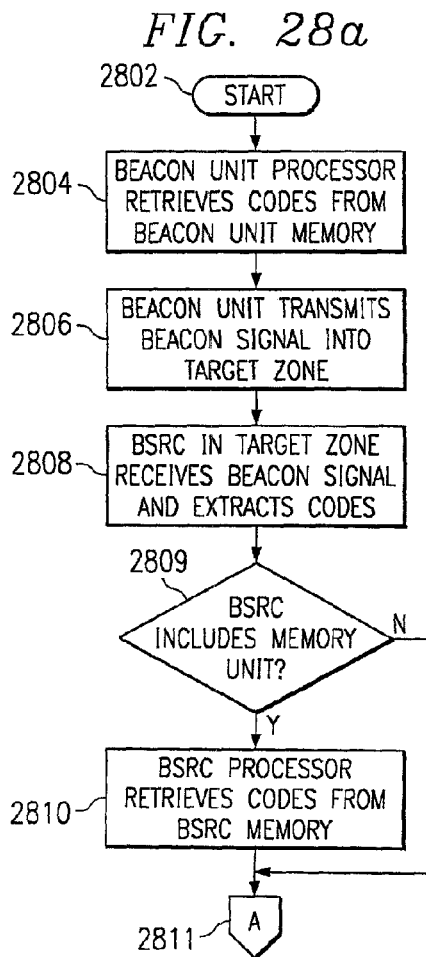 FIG. 28a
2802
START
2804
BEACON UNIT PROCESSOR
RETRIEVES CODES FROM
BEACON UNIT MEMORY
2806
BEACON UNIT TRANSMITS
BEACON SIGNAL INTO
TARGET ZONE
2808
BSRC IN TARGET ZONE
RECEIVES BEACON SIGNAL
AND EXTRACTS CODES
2809
BSRC
INCLUDES MEMORY
UNIT?
N
Y
2810
BSRC PROCESSOR
RETRIEVES CODES FROM
BSRC MEMORY
A
2811